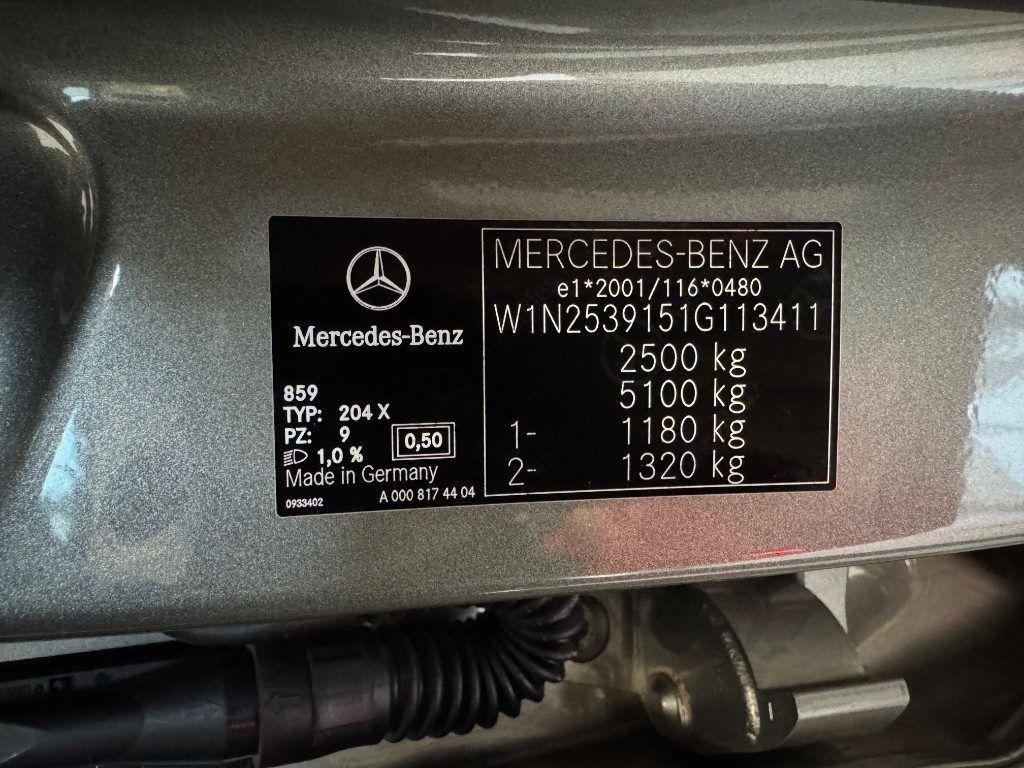 Mercedes-Benz
859
TYP: 204 X
PZ: 9
1,0 %
0,50
Made in Germany
0933402
A 000 817 44 04
MERCEDES-BENZ AG
e1*2001/116*0480
W1N2539151G113411
2500 kg
5100 kg
1- 1180 kg
2- 1320 kg